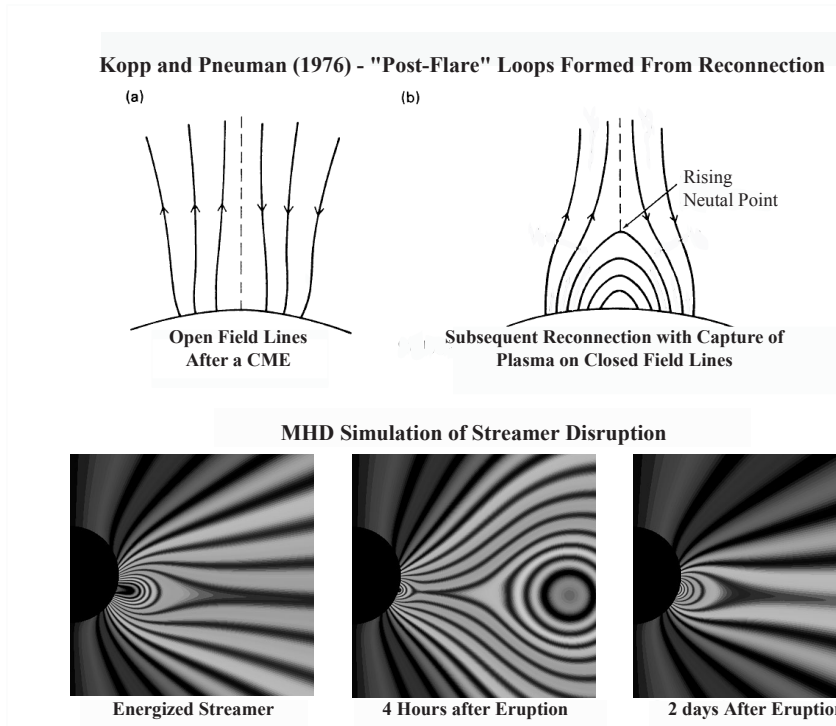 Kopp and Pneuman (1976) - "Post-Flare" Loops Formed From Reconnection
(a)
(b)
Rising
Neutal Point
Open Field Lines
After a CME
Subsequent Reconnection with Capture of
Plasma on Closed Field Lines
MHD Simulation of Streamer Disruption
Energized Streamer
4 Hours after Eruption
2 days After Eruptio